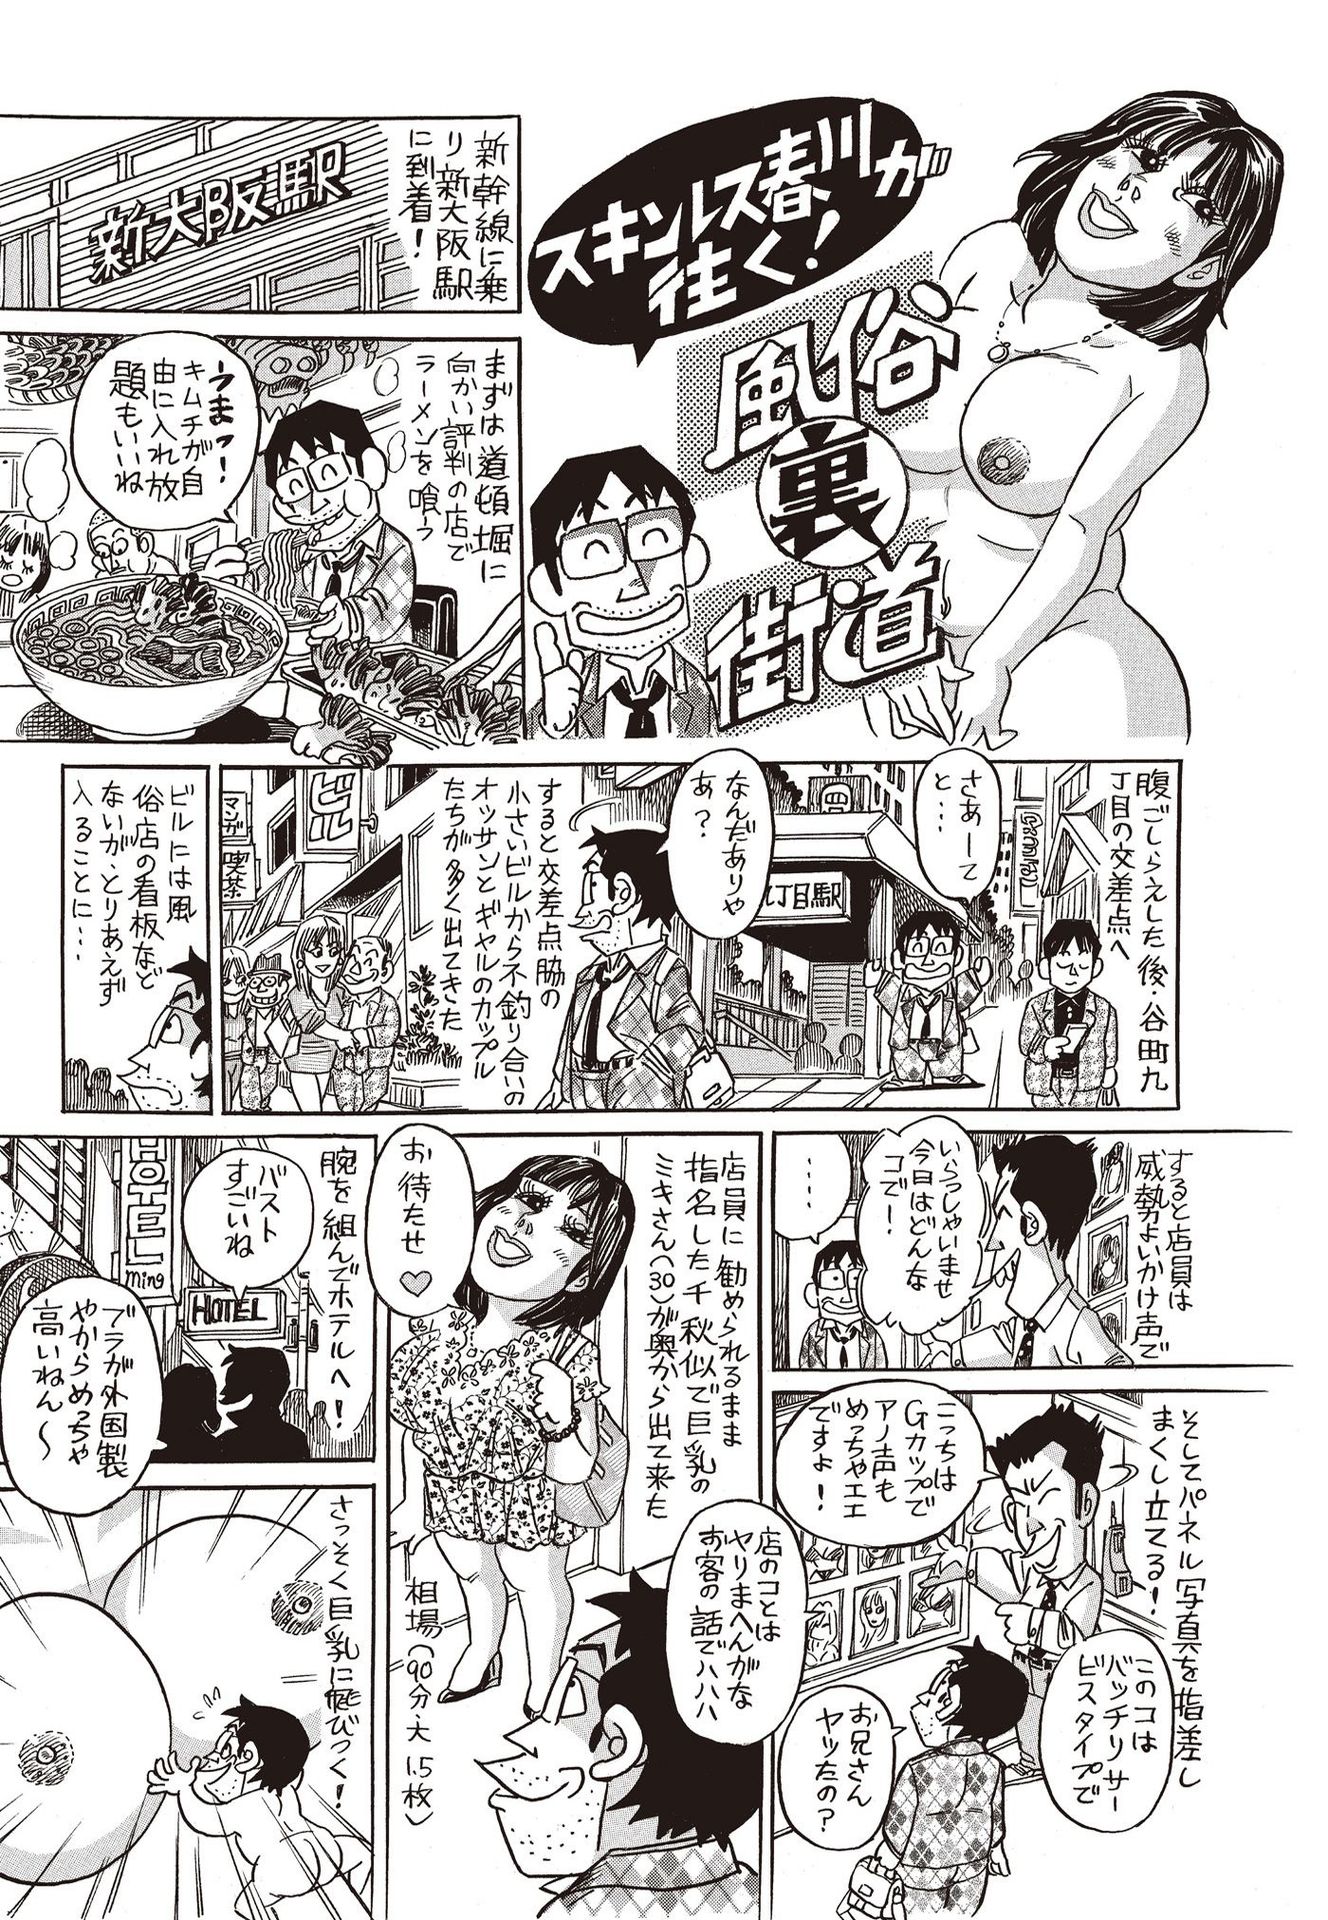 スキンレス春川が
往く!
風俗
裏
街道
新幹線に乗
り新大阪駅
に到着!
新大阪駅
まずは道頓堀に
向かい評判の店で
ラーメンを喰う
うまっ!
キムチが自
由に入れ放
題もいいね
腹ごしらえした後・谷町九
丁目の交差点へ
さあーて
と…
九丁目駅
なんだありゃ
あ?
すると交差点脇の
小さいビルから不釣り合いの
オッサンとギャルのカップル
たちが多く出てきた
ビル
マンガ
喫茶
ビルには風
俗店の看板など
ないが・とりあえず
入ることに…
すると店員は
威勢よいかけ声で
いらっしゃいませ
今日はどんな
コで!
…
そしてパネル写真を指差し
まくし立てる!
こっちは
Gカップで
アノ声も
めっちゃエエ
ですよ!
このコは
バッチリサー
ビスタイプで
お兄さん
ヤッたの?
店のコとは
ヤリまへんがな
お客の話でハハハ
店員に勧められるまま
指名した千秋似で巨乳の
ミキさん(30)が奥から出て来た
お待たせ♡
相場(90分・大1.5枚)
腕を組んでホテルへ!
HOTEL
ming
HOTEL
バスト
すごいね
ブラが外国製
やからめっちゃ
高いねん〜
さっそく巨乳に飛びつく!